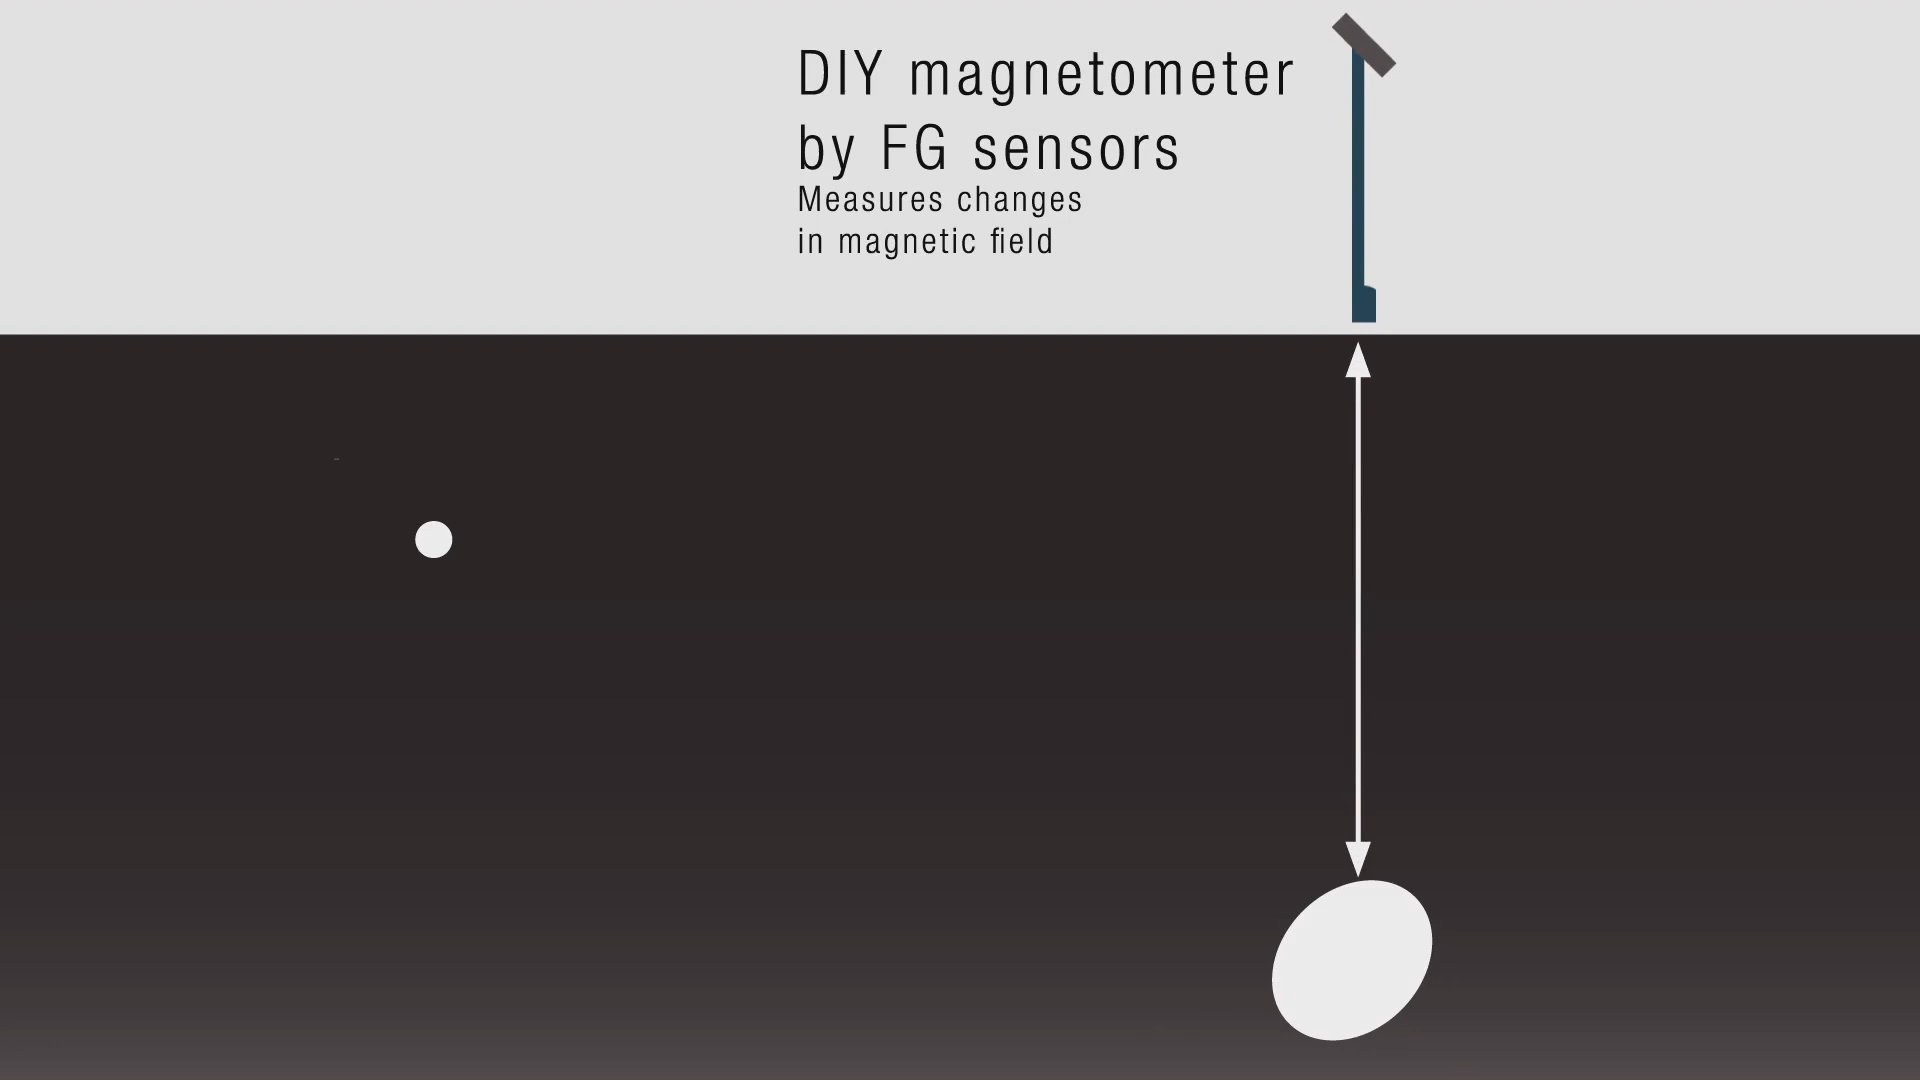 DIY magnetometer
by FG sensors
Measures changes
in magnetic field